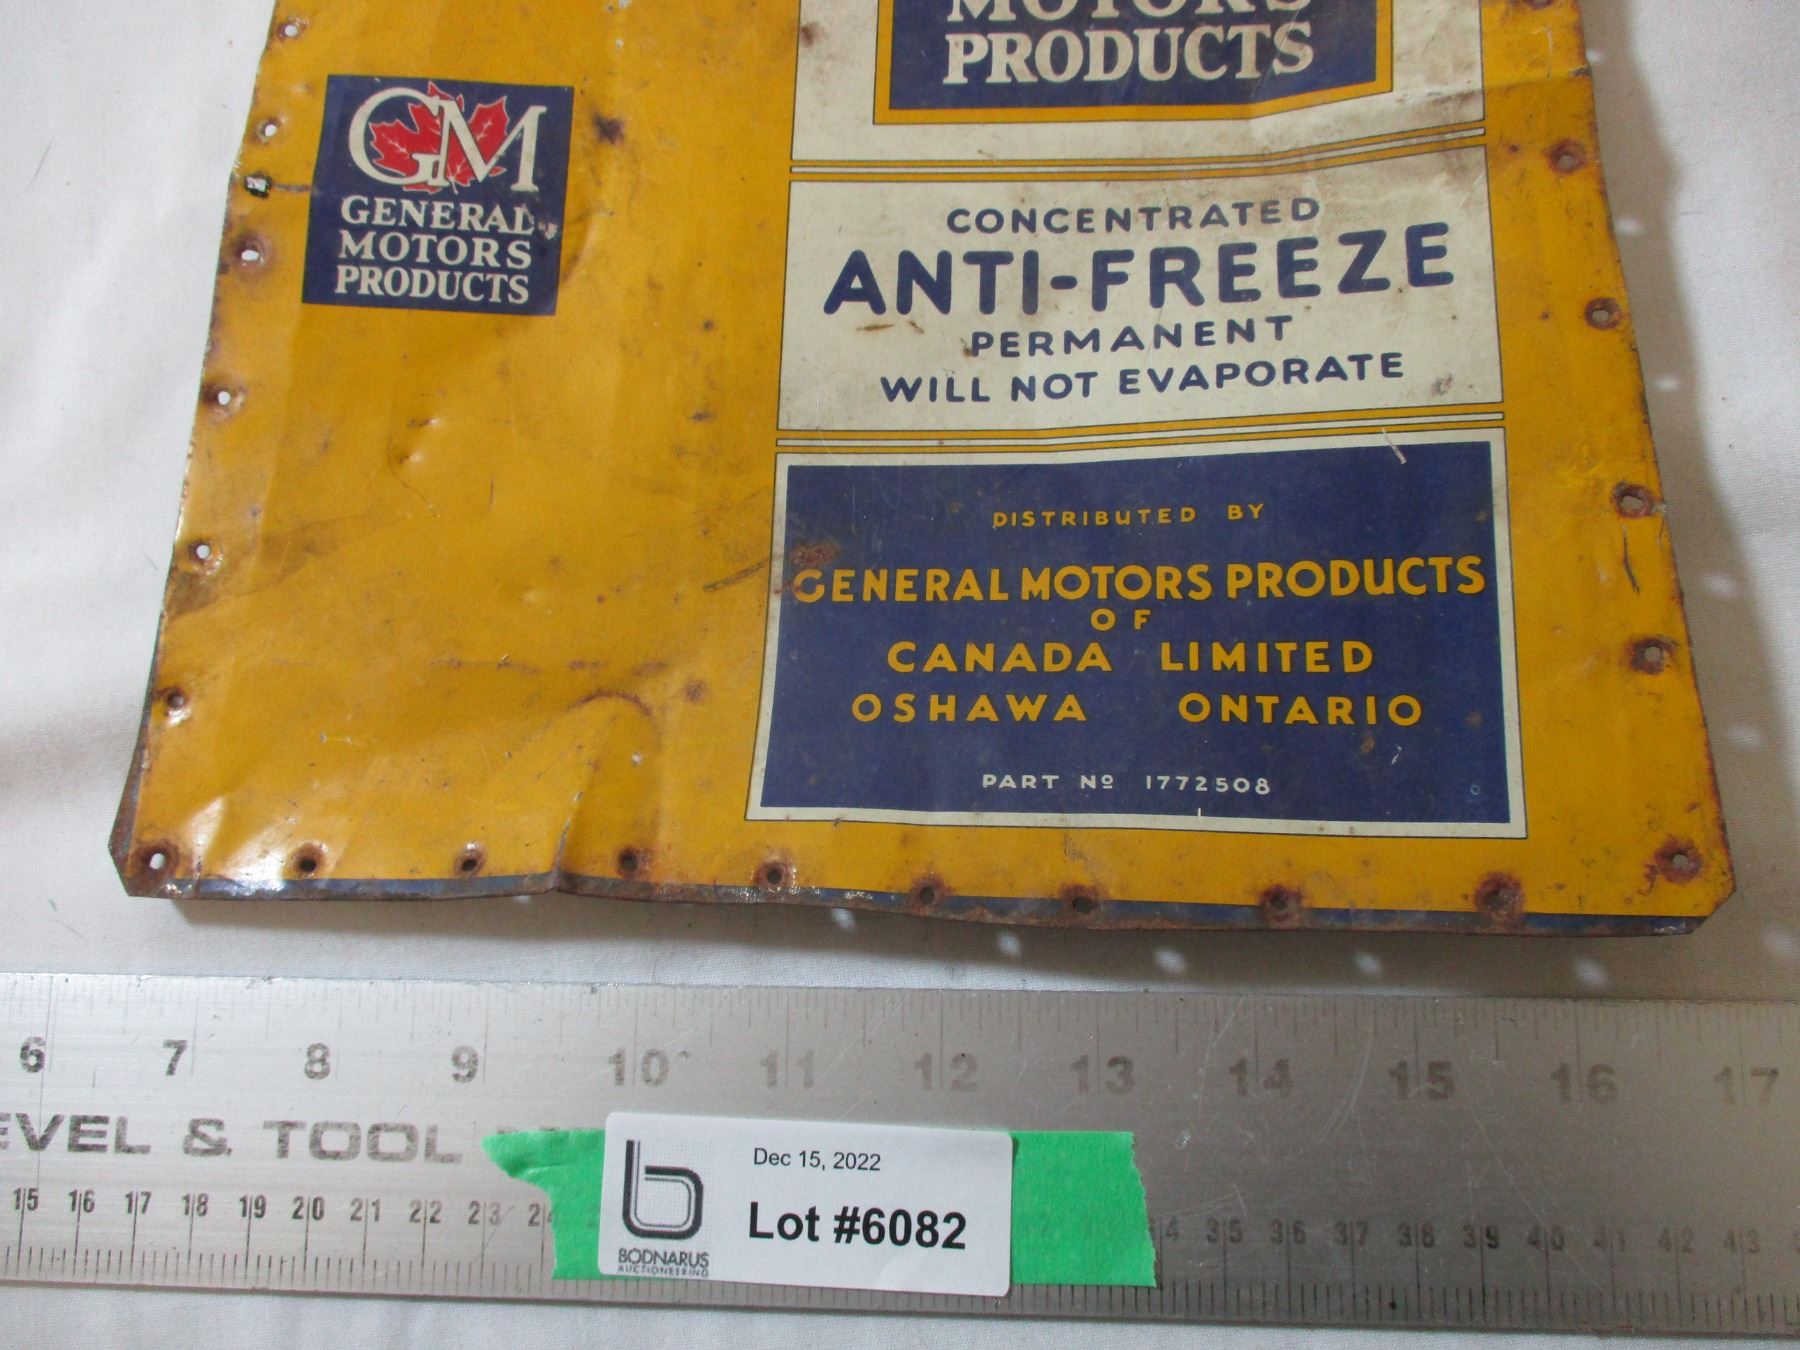 MOTORS
PRODUCTS
GM
GENERAL
MOTORS
PRODUCTS
CONCENTRATED
ANTI-FREEZE
PERMANENT
WILL NOT EVAPORATE
DISTRIBUTED BY
GENERAL MOTORS PRODUCTS
OF
CANADA LIMITED
OSHAWA ONTARIO
PART Nº 1772508
6 7 8 9 10 11 12 13 14 15 16 17
EVEL & TOOL
15 16 17 18 19 20 21 22 23 24 34 35 36 37 38 39 40 41 42 43
Dec 15, 2022
Lot #6082
b
BODNARUS
AUCTIONEERING